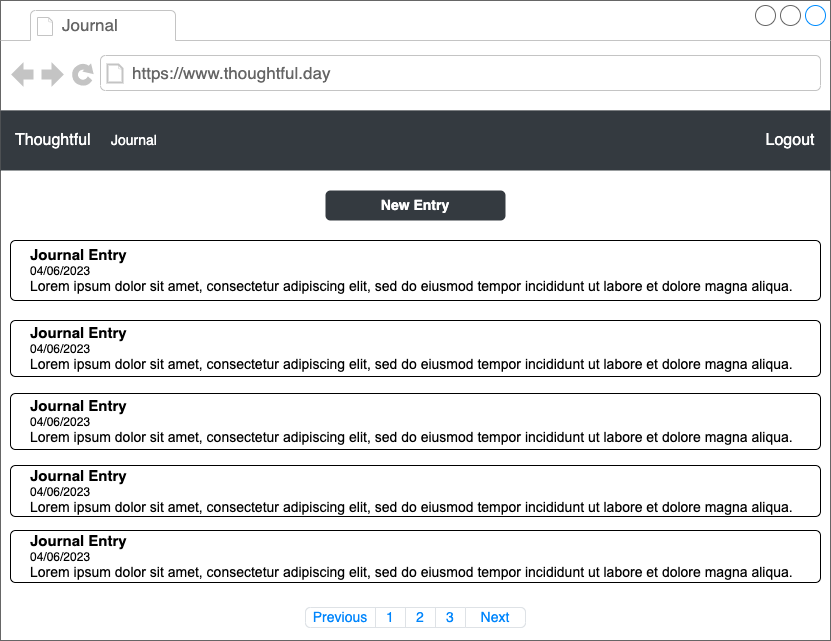 Journal
https://www.thoughtful.day
Thoughtful Journal Logout
New Entry
Journal Entry
04/06/2023
Lorem ipsum dolor sit amet, consectetur adipiscing elit, sed do eiusmod tempor incididunt ut labore et dolore magna aliqua.
Journal Entry
04/06/2023
Lorem ipsum dolor sit amet, consectetur adipiscing elit, sed do eiusmod tempor incididunt ut labore et dolore magna aliqua.
Journal Entry
04/06/2023
Lorem ipsum dolor sit amet, consectetur adipiscing elit, sed do eiusmod tempor incididunt ut labore et dolore magna aliqua.
Journal Entry
04/06/2023
Lorem ipsum dolor sit amet, consectetur adipiscing elit, sed do eiusmod tempor incididunt ut labore et dolore magna aliqua.
Journal Entry
04/06/2023
Lorem ipsum dolor sit amet, consectetur adipiscing elit, sed do eiusmod tempor incididunt ut labore et dolore magna aliqua.
Previous 1 2 3 Next